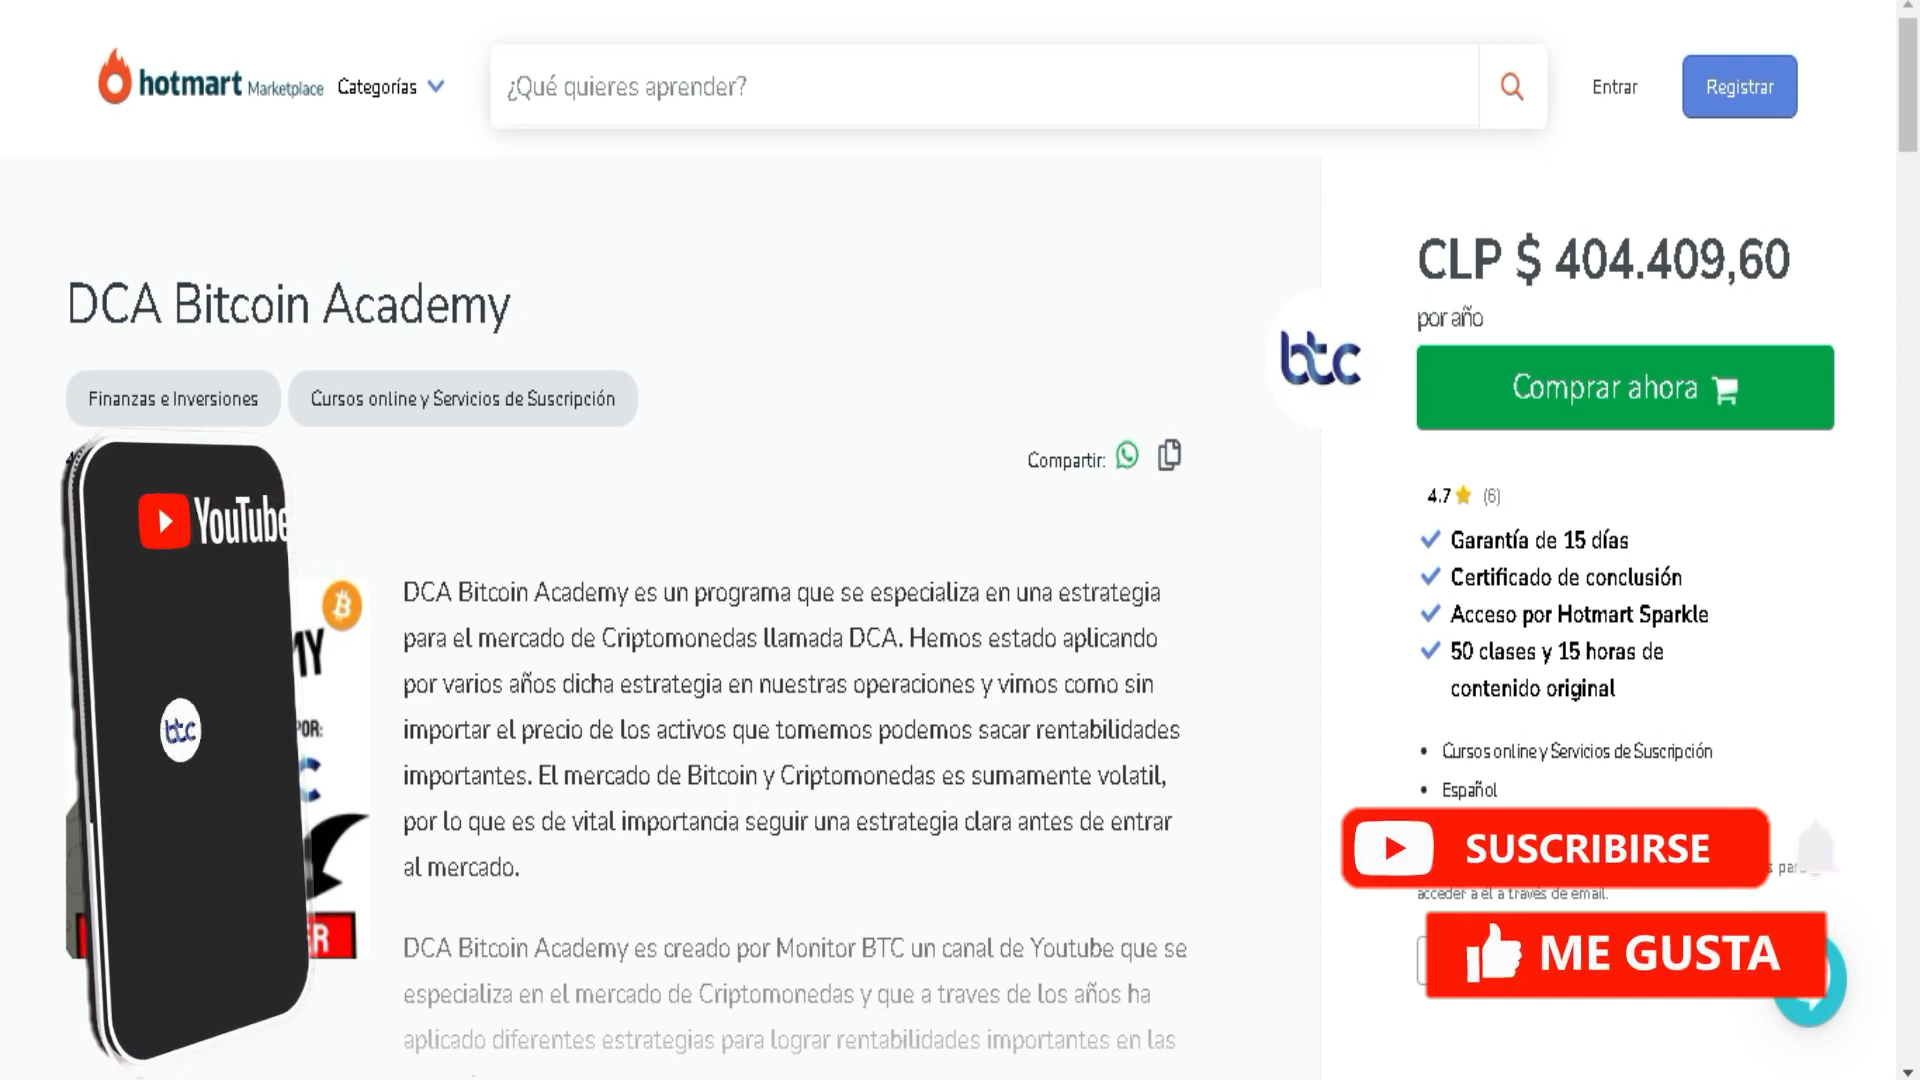 hotmart Marketplace
Categorías
¿Qué quieres aprender?
Entrar
Registrar
DCA Bitcoin Academy
Finanzas e Inversiones
Cursos online y Servicios de Suscripción
Compartir:
YouTube
btc
POR:
DCA Bitcoin Academy es un programa que se especializa en una estrategia
para el mercado de Criptomonedas llamada DCA. Hemos estado aplicando
por varios años dicha estrategia en nuestras operaciones y vimos como sin
importar el precio de los activos que tomemos podemos sacar rentabilidades
importantes. El mercado de Bitcoin y Criptomonedas es sumamente volatil,
por lo que es de vital importancia seguir una estrategia clara antes de entrar
al mercado.
DCA Bitcoin Academy es creado por Monitor BTC un canal de Youtube que se
especializa en el mercado de Criptomonedas y que a traves de los años ha
aplicado diferentes estrategias para lograr rentabilidades importantes en las
btc
CLP $ 404.409,60
por año
Comprar ahora
4.7 (6)
Garantía de 15 días
Certificado de conclusión
Acceso por Hotmart Sparkle
50 clases y 15 horas de
contenido original
• Cursos online y Servicios de Suscripción
• Español
SUSCRIBIRSE
acceder a él a través de email.
ME GUSTA